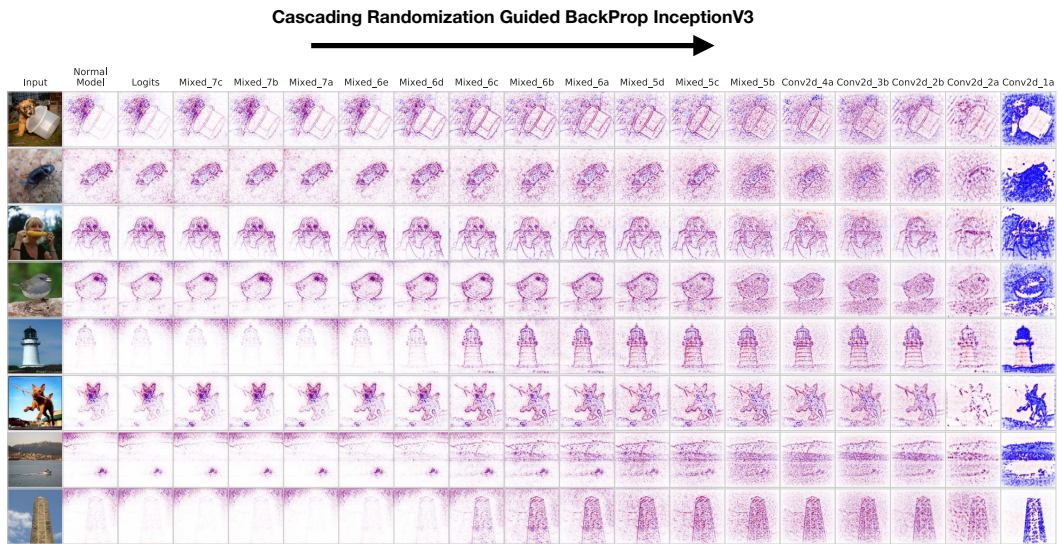 Cascading Randomization Guided BackProp InceptionV3
Input Normal Model Logits Mixed_7c Mixed_7b Mixed_7a Mixed_6e Mixed_6d Mixed_6c Mixed_6b Mixed_6a Mixed_5d Mixed_5c Mixed_5b Conv2d_4a Conv2d_3b Conv2d_2b Conv2d_2a Conv2d_1a